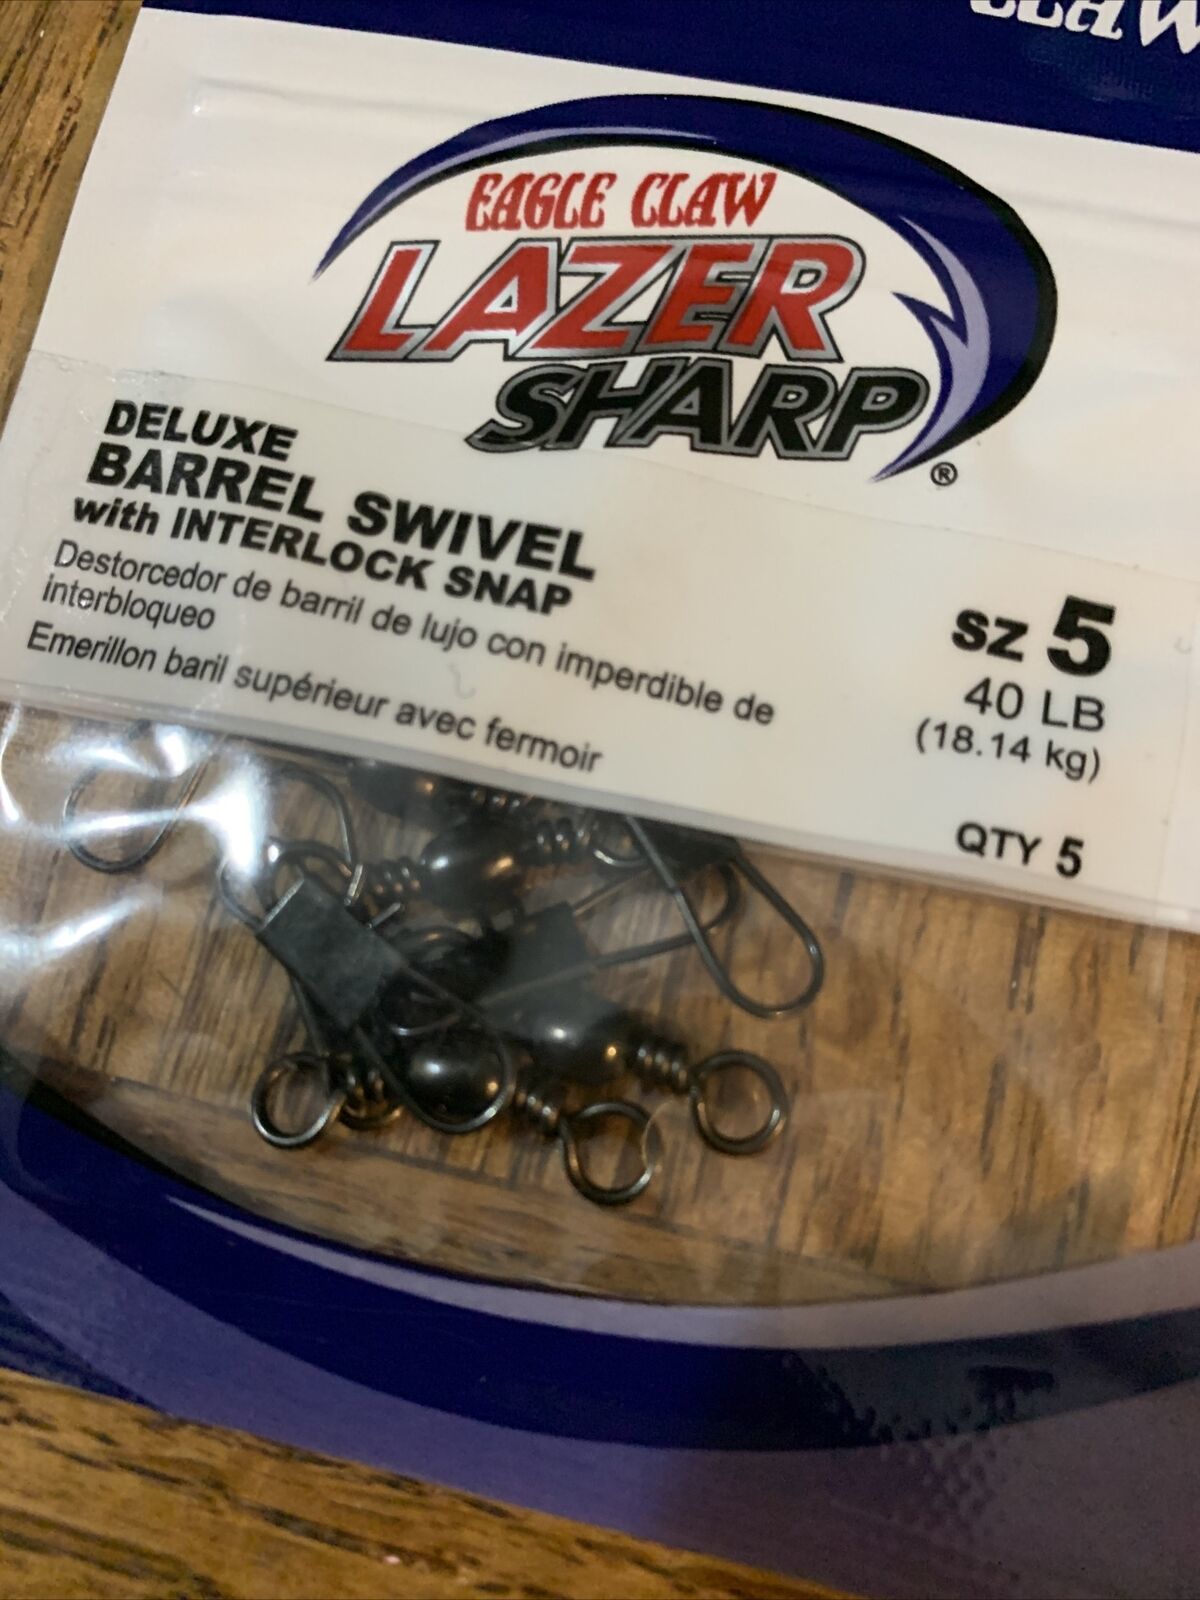 CLAW
EAGLE CLAW
LAZER
SHARP
®
DELUXE
BARREL SWIVEL
with INTERLOCK SNAP
Destorcedor de barril de lujo con imperdible de
interbloqueo
Emerillon baril supérieur avec fermoir
SZ 5
40 LB
(18.14 kg)
QTY 5